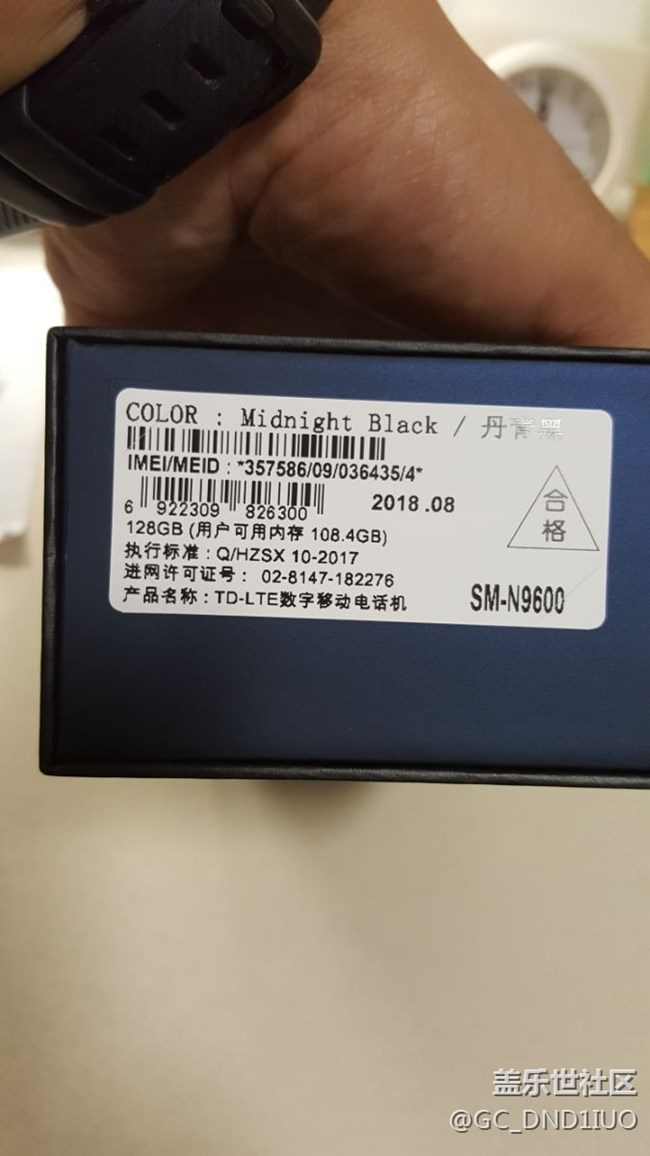 COLOR : Midnight Black / 丹青黑
IMEI/MEID : *357586/09/036435/4*
6 922309 826300
2018.08
合格
128GB (用户可用内存 108.4GB)
执行标准：Q/HZSX 10-2017
进网许可证号： 02-8147-182276
产品名称：TD-LTE数字移动电话机
SM-N9600
盖乐世社区
@GC_DND1IUO